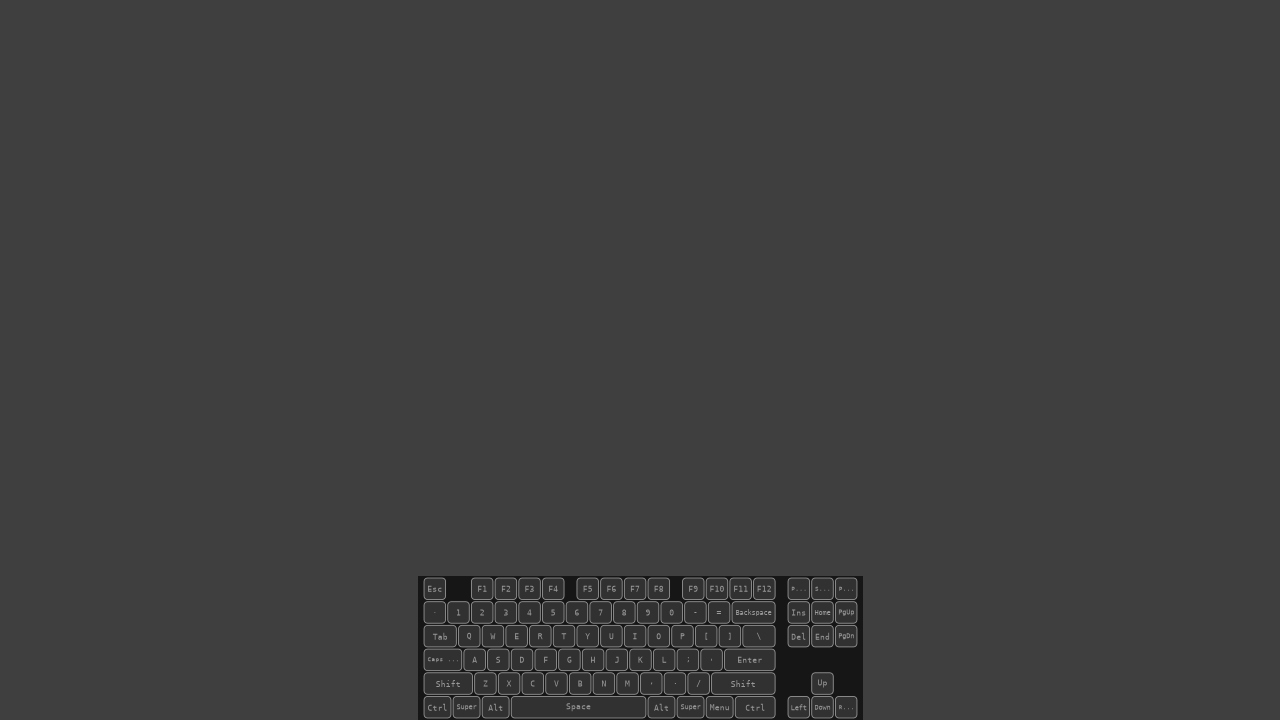 Esc F1 F2 F3 F4 F5 F6 F7 F8 F9 F10 F11 F12 P... S... P...
1 2 3 4 5 6 7 8 9 0 - = Backspace Ins Home PgUp
Tab Q W E R T Y U I O P [ ] \ Del End PgDn
Caps ... A S D F G H J K L ; ' Enter
Shift Z X C V B N M , . / Shift Up
Ctrl Super Alt Space Alt Super Menu Ctrl Left Down R...